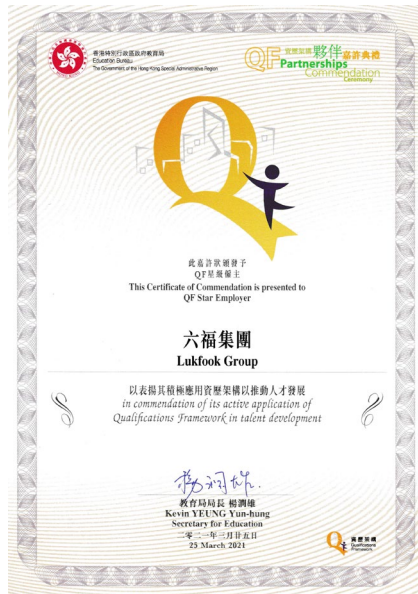 香港特別行政區政府教育局
Education Bureau
The Government of the Hong Kong Special Administrative Region
QF 資歷架構夥伴嘉許典禮
Partnerships
Commendation
Ceremony
此嘉許狀頒發予
QF星級僱主
This Certificate of Commendation is presented to
QF Star Employer
六福集團
Lukfook Group
以表揚其積極應用資歷架構以推動人才發展
in commendation of its active application of
Qualifications Framework in talent development
教育局局長 楊潤雄
Kevin YEUNG Yun-hung
Secretary for Education
二零二一年三月廿五日
25 March 2021
資歷架構
Qualifications
Framework